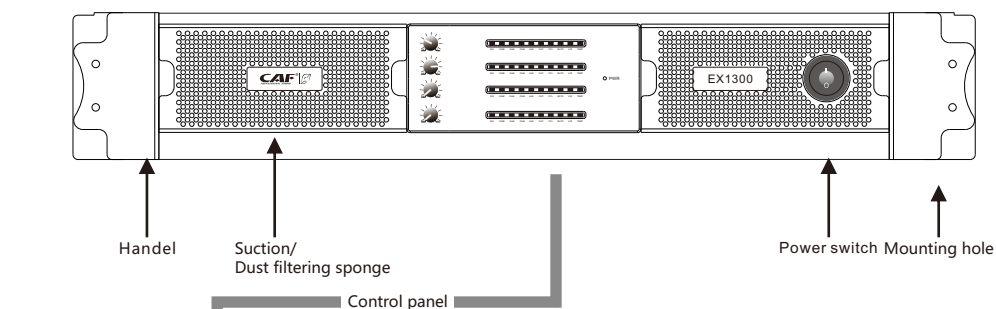 CAF
PWR
EX1300
Handel
Suction/
Dust filtering sponge
Power switch
Mounting hole
Control panel